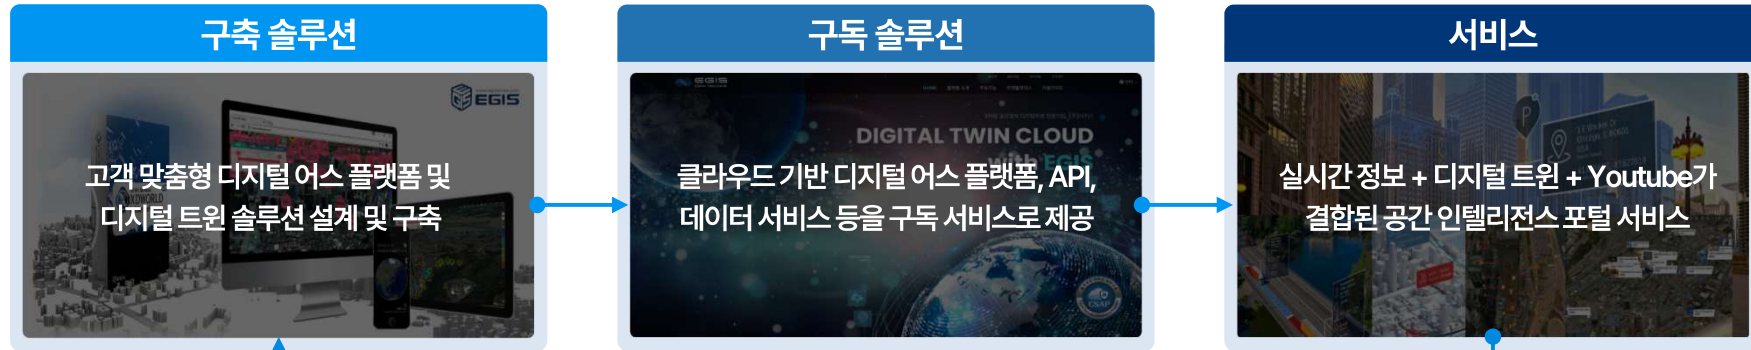 구축 솔루션
EGIS
고객 맞춤형 디지털 어스 플랫폼 및
디지털 트윈 솔루션 설계 및 구축
구독 솔루션
EGIS
DIGITAL TWIN CLOUD
with EGIS
클라우드 기반 디지털 어스 플랫폼, API,
데이터 서비스 등을 구독 서비스로 제공
CSAP
서비스
실시간 정보 + 디지털 트윈 + Youtube가
결합된 공간 인텔리전스 포털 서비스